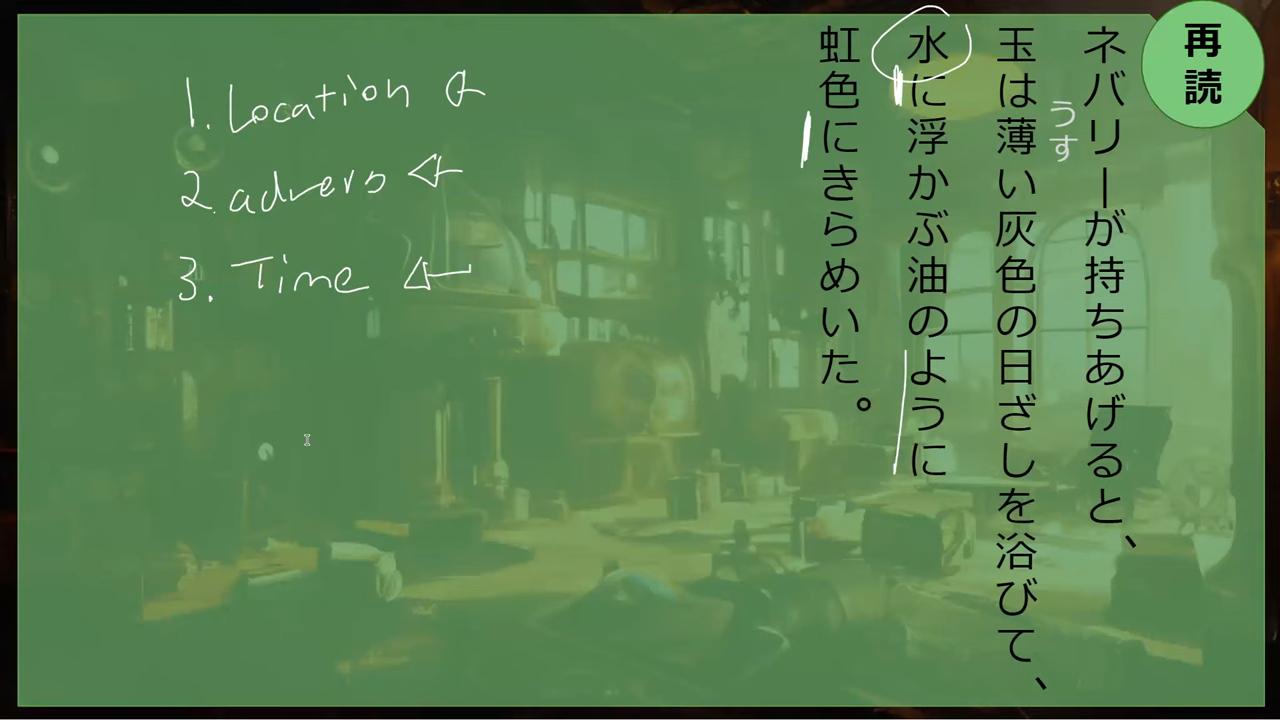 再読
ネバリーが持ちあげると、
うす
玉は薄い灰色の日ざしを浴びて、
水に浮かぶ油のように
虹色にきらめいた。
1. Location
2. advers
3. Time